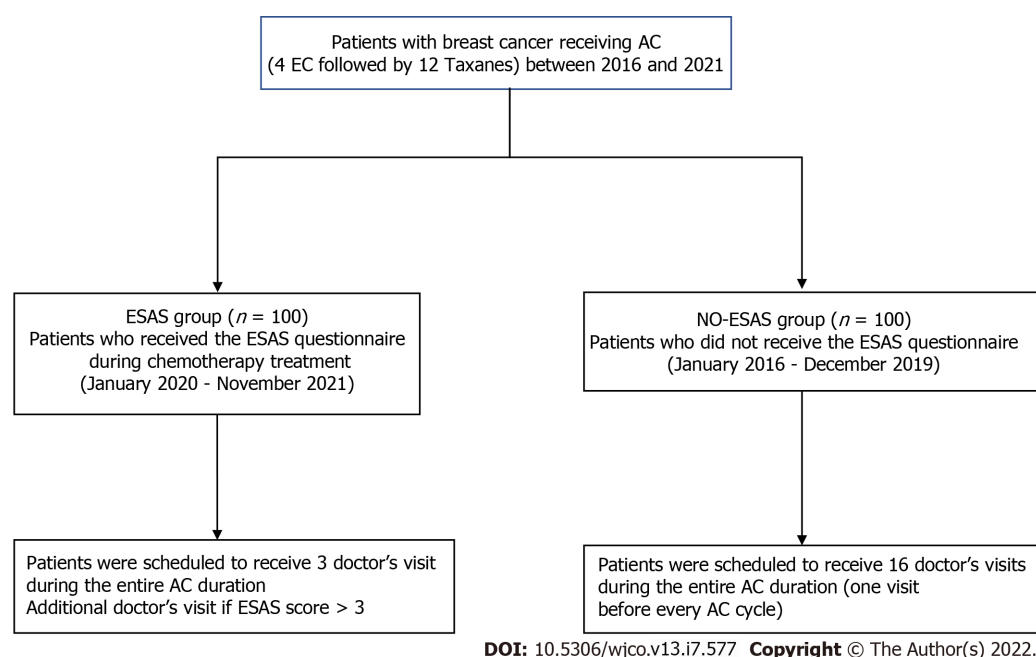 Patients with breast cancer receiving AC
(4 EC followed by 12 Taxanes) between 2016 and 2021
ESAS group (n = 100)
Patients who received the ESAS questionnaire
during chemotherapy treatment
(January 2020 - November 2021)
NO-ESAS group (n = 100)
Patients who did not receive the ESAS questionnaire
(January 2016 - December 2019)
Patients were scheduled to receive 3 doctor's visit
during the entire AC duration
Additional doctor's visit if ESAS score > 3
Patients were scheduled to receive 16 doctor's visits
during the entire AC duration (one visit
before every AC cycle)
DOI: 10.5306/wjco.v13.i7.577 Copyright © The Author(s) 2022.